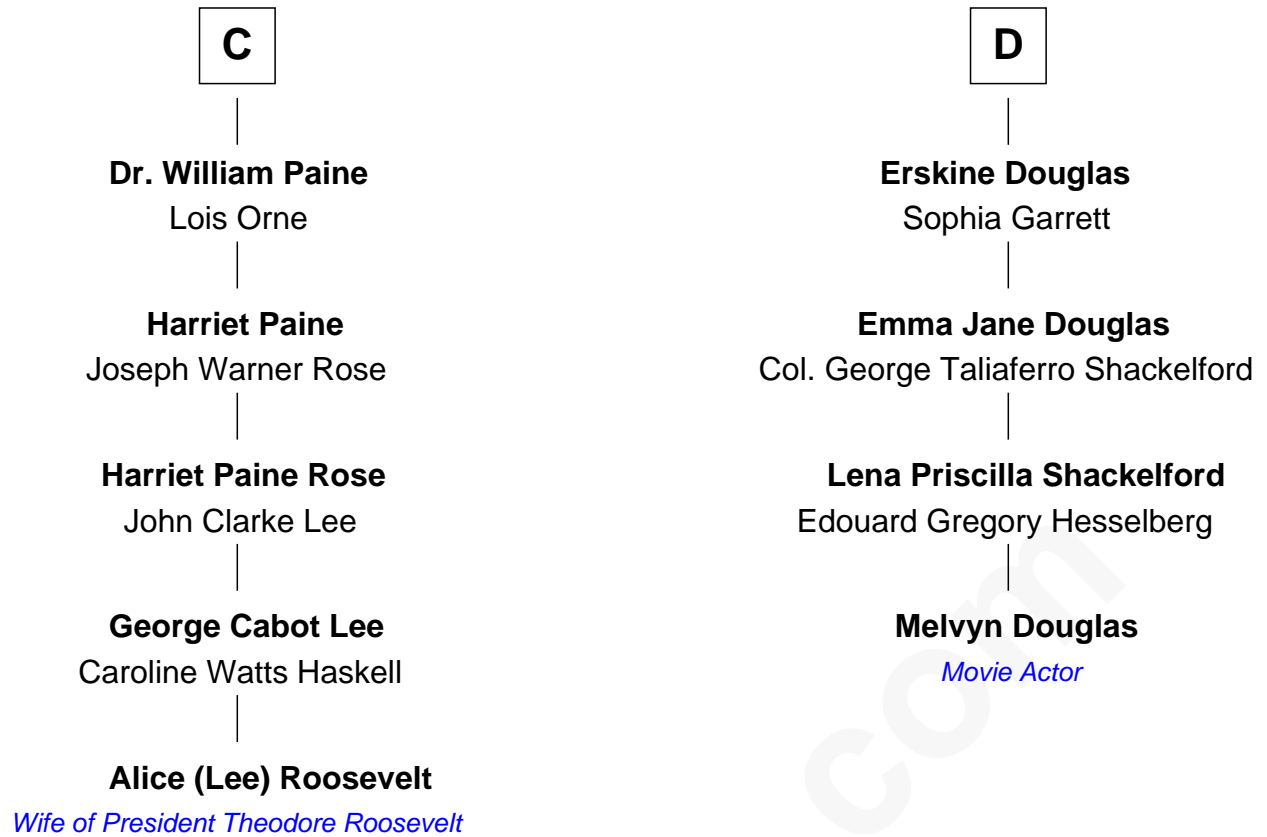 C
Dr. William Paine
Lois Orne
Harriet Paine
Joseph Warner Rose
Harriet Paine Rose
John Clarke Lee
George Cabot Lee
Caroline Watts Haskell
Alice (Lee) Roosevelt
Wife of President Theodore Roosevelt
D
Erskine Douglas
Sophia Garrett
Emma Jane Douglas
Col. George Taliaferro Shackelford
Lena Priscilla Shackelford
Edouard Gregory Hesselberg
Melvyn Douglas
Movie Actor
com